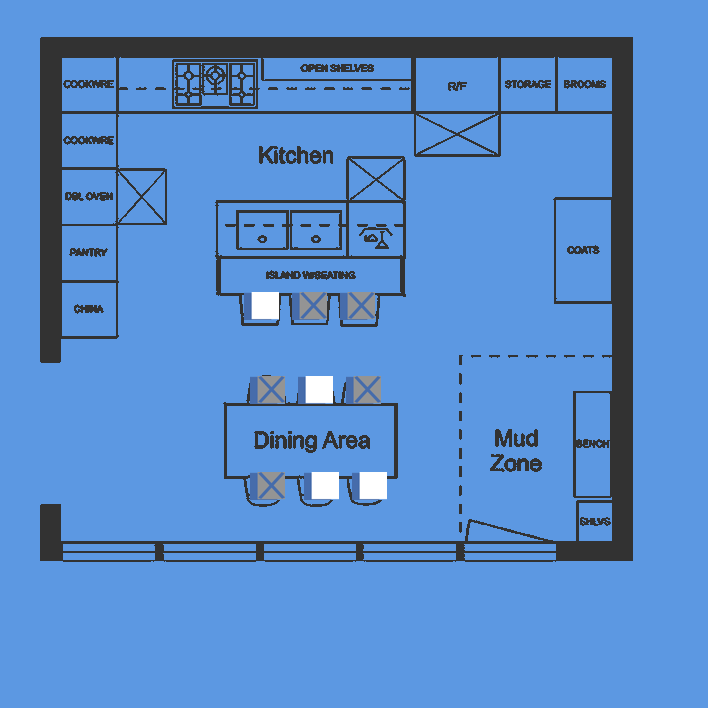 COOKWRE
OPEN SHELVES
R/F
STORAGE
BROOMS
COOKWRE
Kitchen
DBL OVEN
PANTRY
COATS
ISLAND W/SEATING
CHINA
Dining Area
Mud
Zone
BENCH
SHLVS